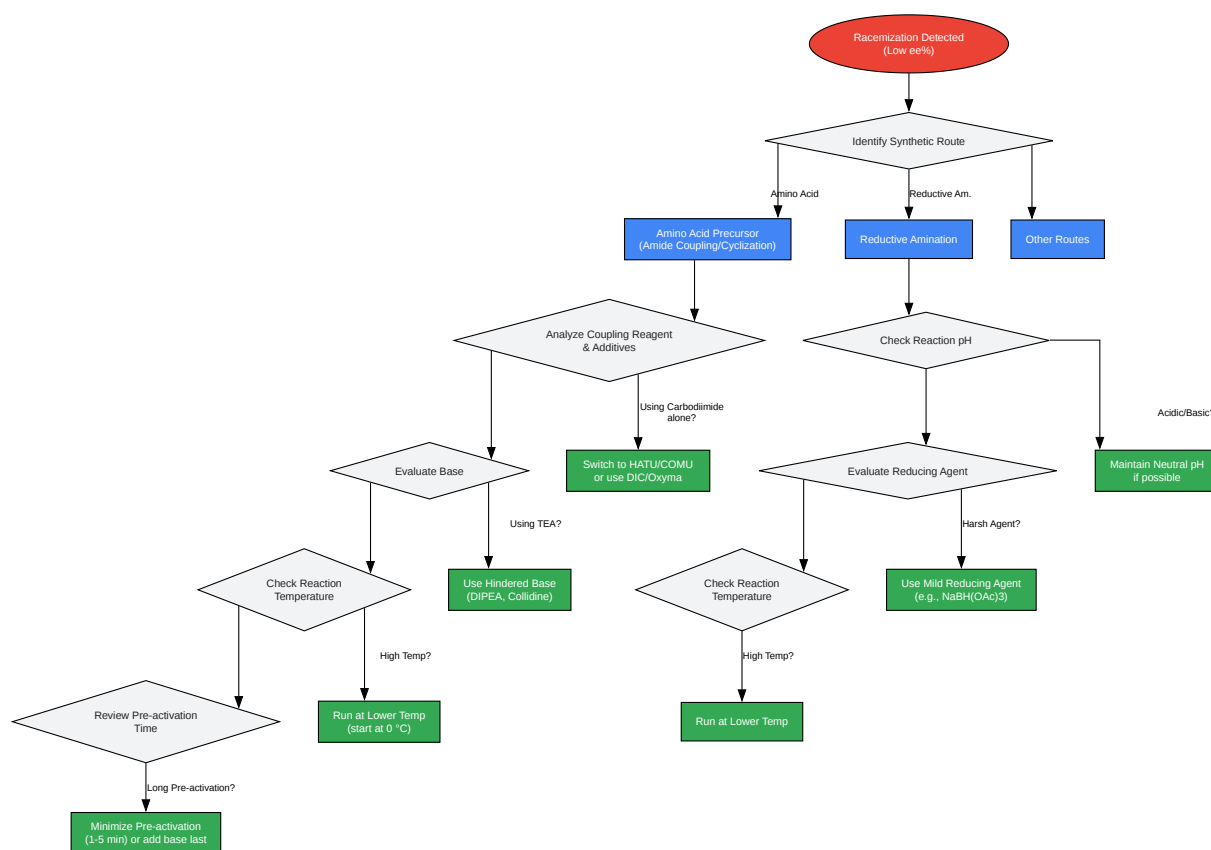 Racemization Detected
(Low ee%)
Identify Synthetic Route
Amino Acid
Reductive Am.
Amino Acid Precursor
(Amide Coupling/Cyclization)
Reductive Amination
Other Routes
Analyze Coupling Reagent
& Additives
Check Reaction pH
Using Carbodiimide
alone?
Acidic/Basic?
Evaluate Base
Switch to HATU/COMU
or use DIC/Oxyma
Evaluate Reducing Agent
Maintain Neutral pH
if possible
Using TEA?
Harsh Agent?
Check Reaction
Temperature
Use Hindered Base
(DIPEA, Collidine)
Check Reaction
Temperature
Use Mild Reducing Agent
(e.g., NaBH(OAc)3)
High Temp?
High Temp?
Review Pre-activation
Time
Run at Lower Temp
(start at 0 °C)
Run at Lower Temp
Long Pre-activation?
Minimize Pre-activation
(1-5 min) or add base last